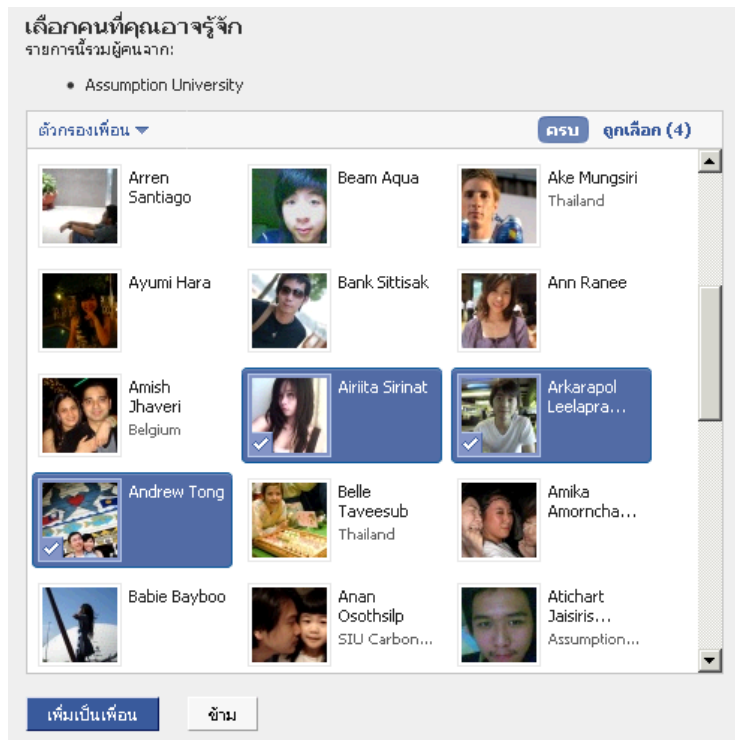 เลือกคนที่คุณอาจรู้จัก
รายการนี้รวมผู้คนจาก:
• Assumption University
ตัวกรองเพื่อน ▼ ครบ ถูกเลือก (4)
Arren
Santiago
Beam Aqua
Ake Mungsiri
Thailand
Ayumi Hara
Bank Sittisak
Ann Ranee
Amish
Jhaveri
Belgium
Airiita Sirinat
Arkarapol
Leelapra...
Andrew Tong
Belle
Taveesub
Thailand
Amika
Amorncha...
Babie Bayboo
Anan
Osothsilp
SIU Carbon...
Atichart
Jaisiris...
Assumption...
เพิ่มเป็นเพื่อน ข้าม